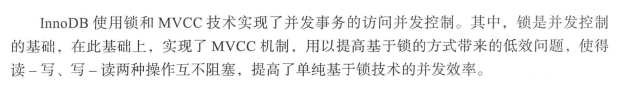 InnoDB 使用锁和 MVCC 技术实现了并发事务的访问并发控制。其中，锁是并发控制
的基础，在此基础上，实现了 MVCC 机制，用以提高基于锁的方式带来的低效问题，使得
读-写、写-读两种操作互不阻塞，提高了单纯基于锁技术的并发效率。